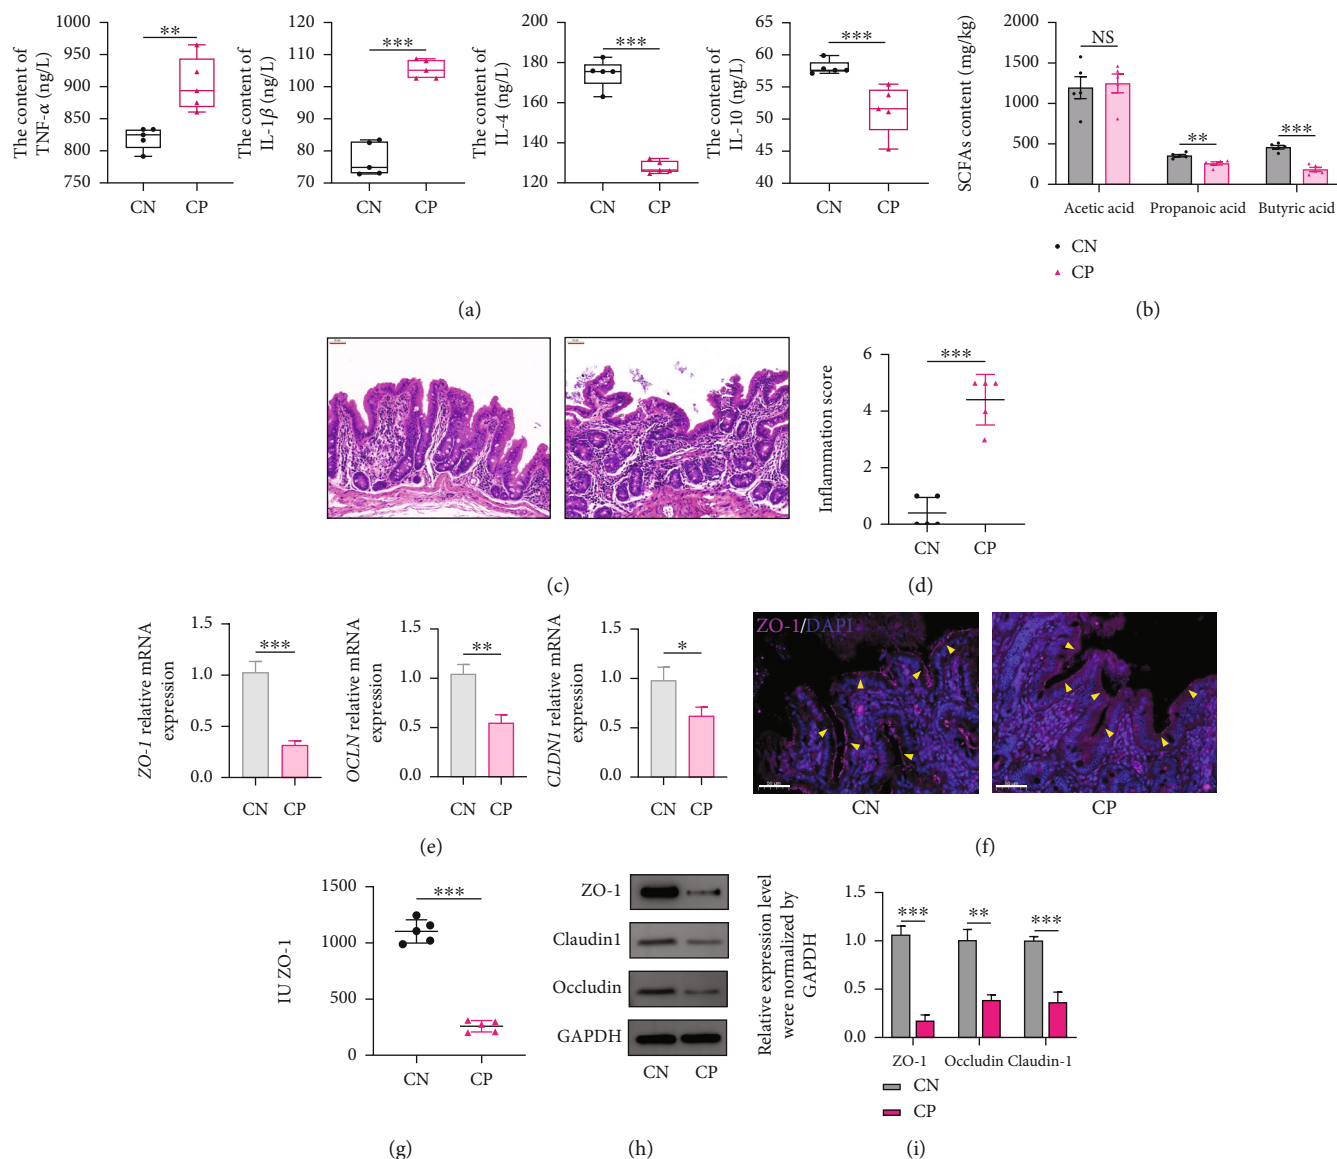 The content of
TNF-α (ng/L)
1000
950
900
850
800
750
**
CN
CP
The content of
IL-1β (ng/L)
120
110
100
90
80
70
***
CN
CP
The content of
IL-4 (ng/L)
200
180
160
140
120
***
CN
CP
The content of
IL-10 (ng/L)
65
60
55
50
45
40
***
CN
CP
(a)
SCFAs content (mg/kg)
2000
1500
1000
500
0
NS
**
***
Acetic acid
Propanoic acid
Butyric acid
CN
CP
(b)
(c)
Inflammation score
6
4
2
0
***
CN
CP
(d)
ZO-1 relative mRNA
expression
1.5
1.0
0.5
0.0
***
CN
CP
OCLN relative mRNA
expression
1.5
1.0
0.5
0.0
**
CN
CP
CLDN1 relative mRNA
expression
1.5
1.0
0.5
0.0
*
CN
CP
(e)
ZO-1/DAPI
CN
CP
(f)
IU ZO-1
1500
1000
500
0
***
CN
CP
(g)
ZO-1
Claudin1
Occludin
GAPDH
CN
CP
(h)
Relative expression level
were normalized by
GAPDH
1.5
1.0
0.5
0.0
***
**
***
ZO-1
Occludin
Claudin-1
CN
CP
(i)